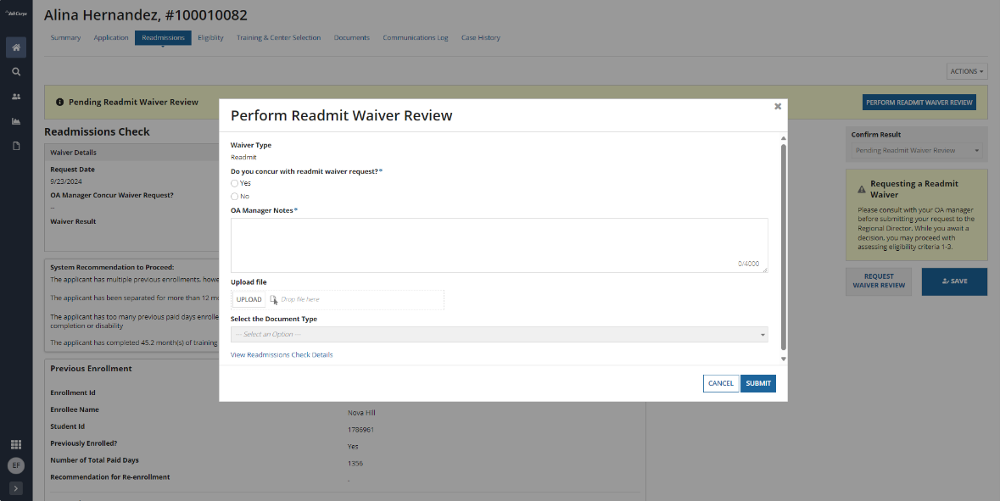 Job Corps
Alina Hernandez, #100010082
Summary Application Readmissions Eligiblity Training & Center Selection Documents Communications Log Case History
ACTIONS
Pending Readmit Waiver Review
PERFORM READMIT WAIVER REVIEW
Readmissions Check
Waiver Details
Request Date
9/23/2024
OA Manager Concur Waiver Request?
--
Waiver Result
System Recommendation to Proceed:
The applicant has multiple previous enrollments,
The applicant has been separated for more than 12
The applicant has too many previous paid days
completion or disability
The applicant has completed 45.2 month(s) of training
Previous Enrollment
Enrollment Id
Enrollee Name
Nova Hill
Student Id
1786961
Previously Enrolled?
Yes
Number of Total Paid Days
1356
Recommendation for Re-enrollment
.
EF
Perform Readmit Waiver Review
Waiver Type
Readmit
Do you concur with readmit waiver request?*
Yes
No
OA Manager Notes*
0/4000
Upload file
UPLOAD Drop file here
Select the Document Type
--- Select an Option ---
View Readmissions Check Details
CANCEL SUBMIT
Confirm Result
Pending Readmit Waiver Review
Requesting a Readmit
Waiver
Please consult with your OA manager
before submitting your request to the
Regional Director. While you await a
decision, you may proceed with
assessing eligibility criteria 1-3.
REQUEST
WAIVER REVIEW
SAVE